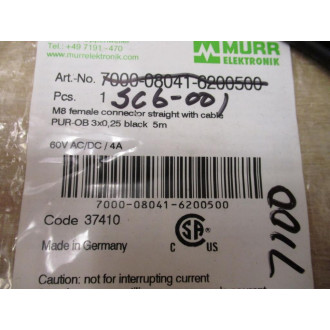 Tel.: +49 7191 -470
www.murrelektronik.com
MURR
ELEKTRONIK
Art.-No. 7000-08041-6200500
Pcs. 1 SC6-001
M8 female connector straight with cable
PUR-OB 3x0,25 black 5m
60V AC/DC / 4A
7000-08041-6200500
Code 37410
Made in Germany
C US
7100
Caution: not for interrupting current